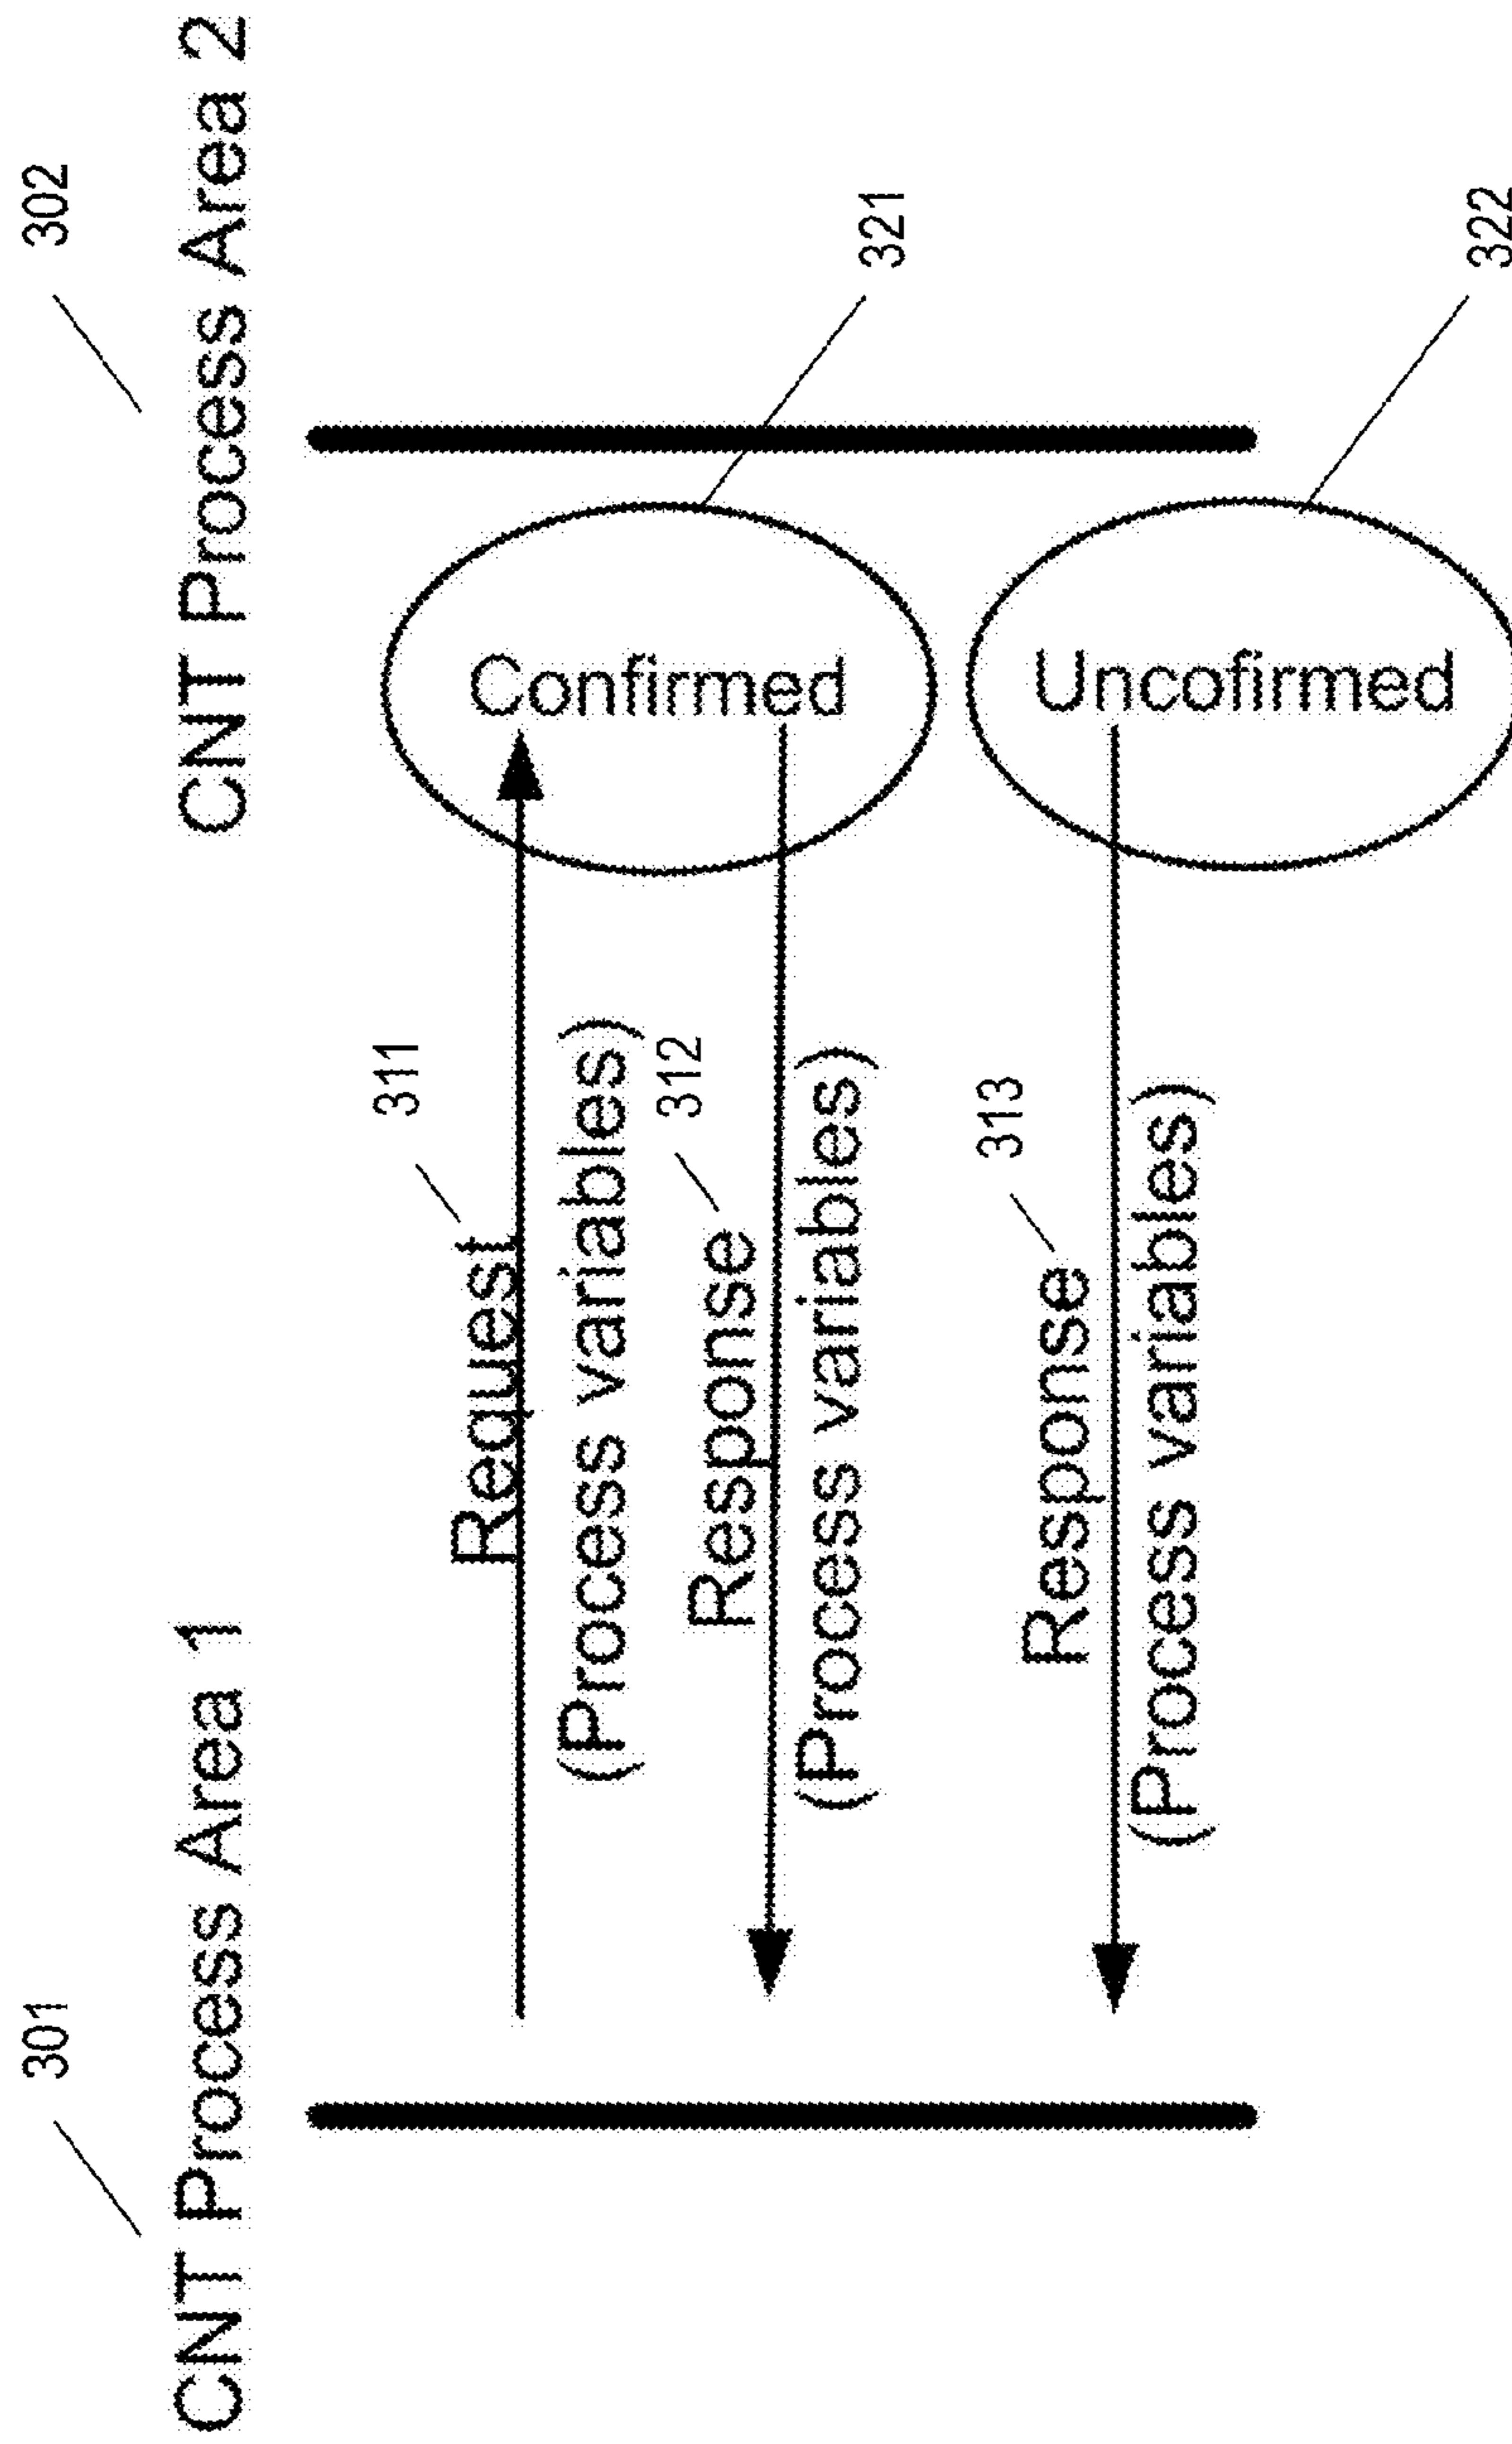 301
CNT Process Area 1
302
CNT Process Area 2
311
Request
(Process variables)
Confirmed
321
312
Response
(Process variables)
313
Response
(Process variables)
Uncofirmed
322